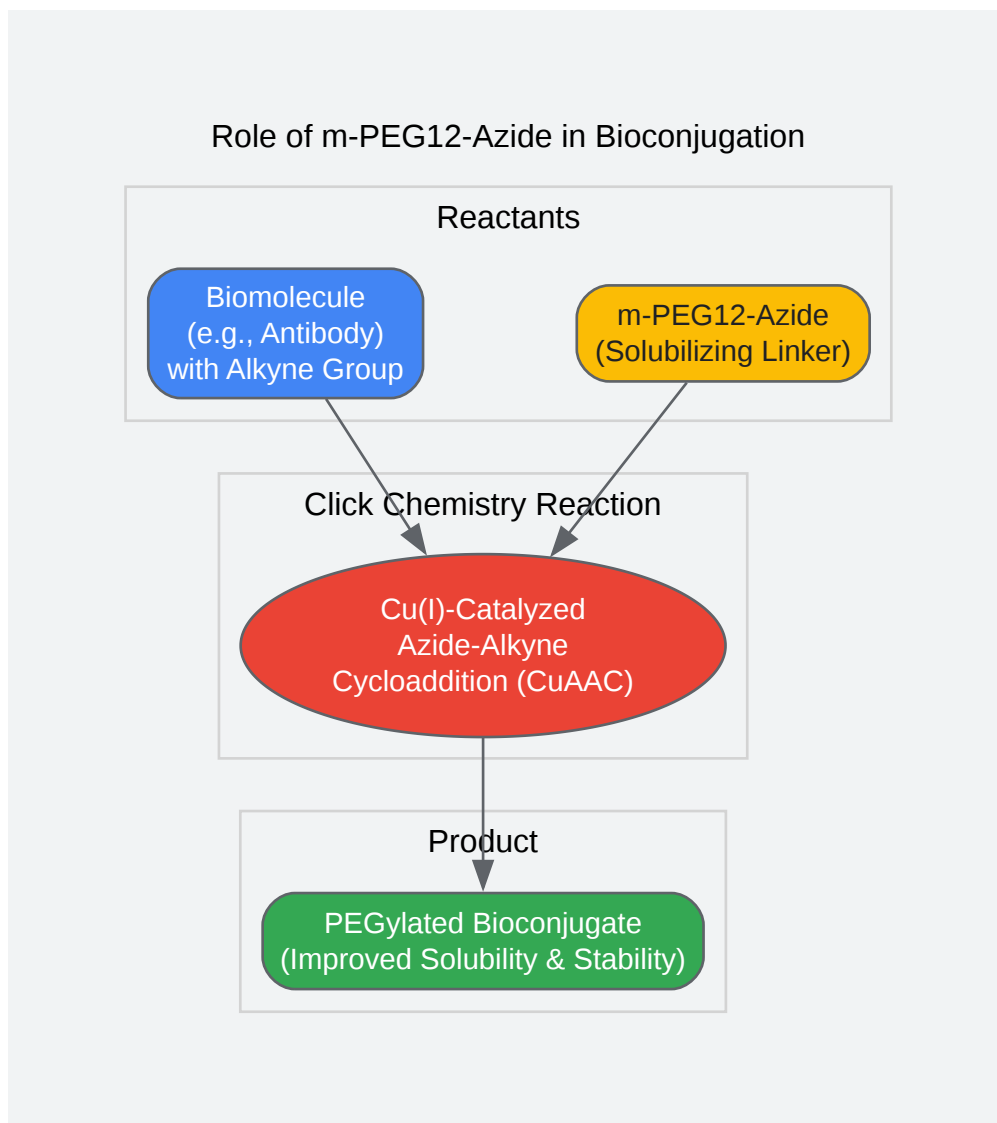 Role of m-PEG12-Azide in Bioconjugation
Reactants
Biomolecule
(e.g., Antibody)
with Alkyne Group
m-PEG12-Azide
(Solubilizing Linker)
Click Chemistry Reaction
Cu(I)-Catalyzed
Azide-Alkyne
Cycloaddition (CuAAC)
Product
PEGylated Bioconjugate
(Improved Solubility & Stability)